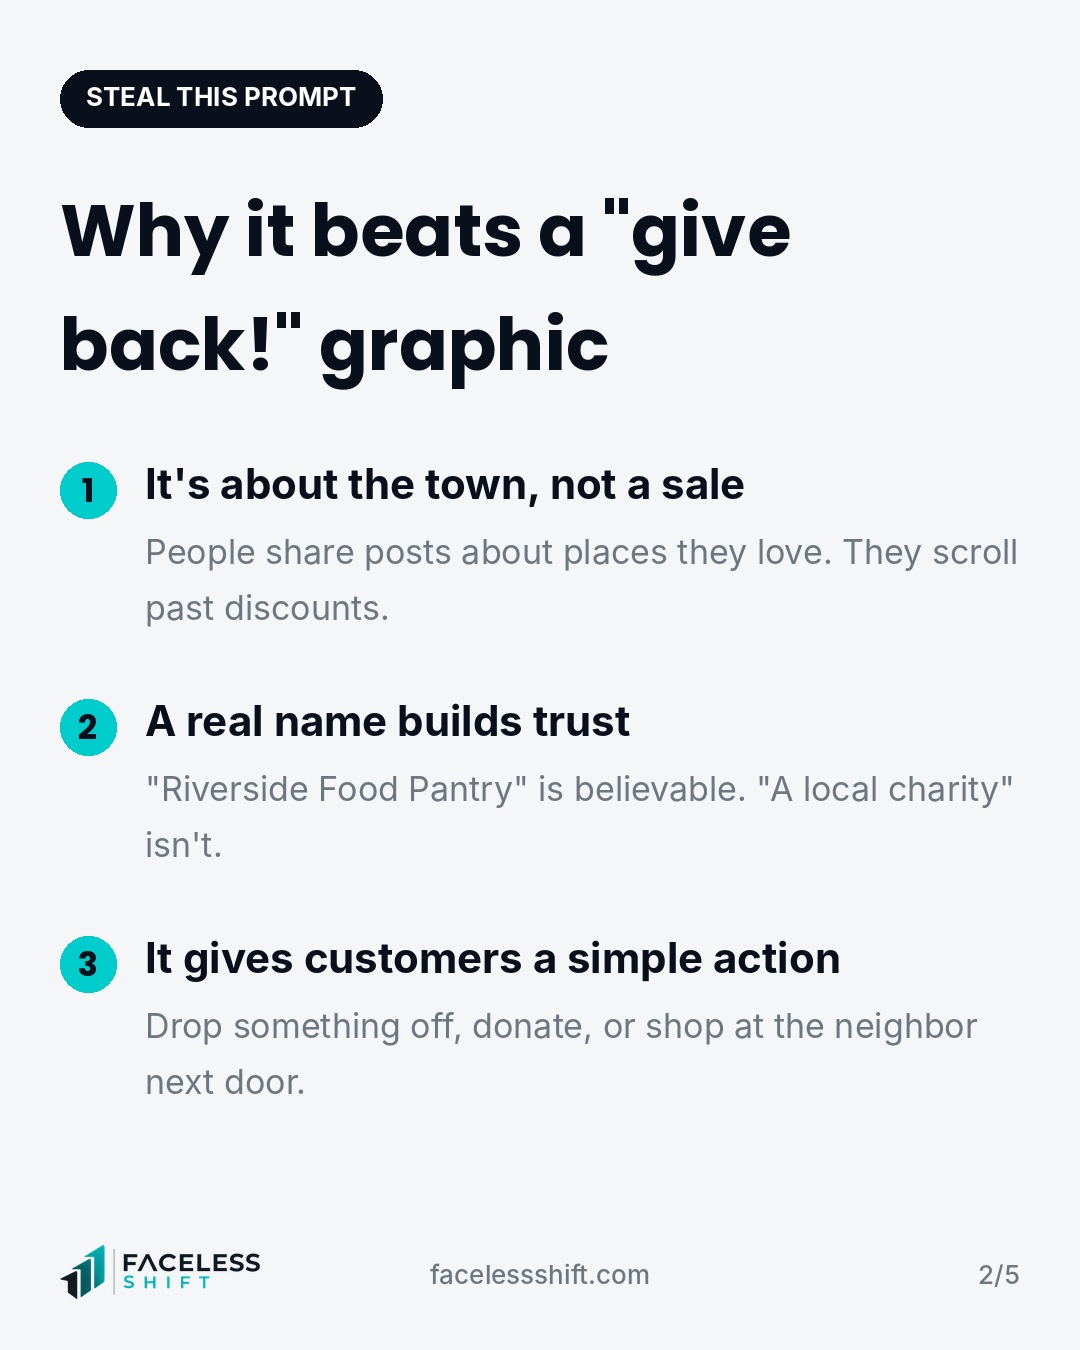 STEAL THIS PROMPT
Why it beats a "give
back!" graphic
1
It's about the town, not a sale
People share posts about places they love. They scroll
past discounts.
2
A real name builds trust
"Riverside Food Pantry" is believable. "A local charity"
isn't.
3
It gives customers a simple action
Drop something off, donate, or shop at the neighbor
next door.
FACELESS
SHIFT
facelessshift.com
2/5